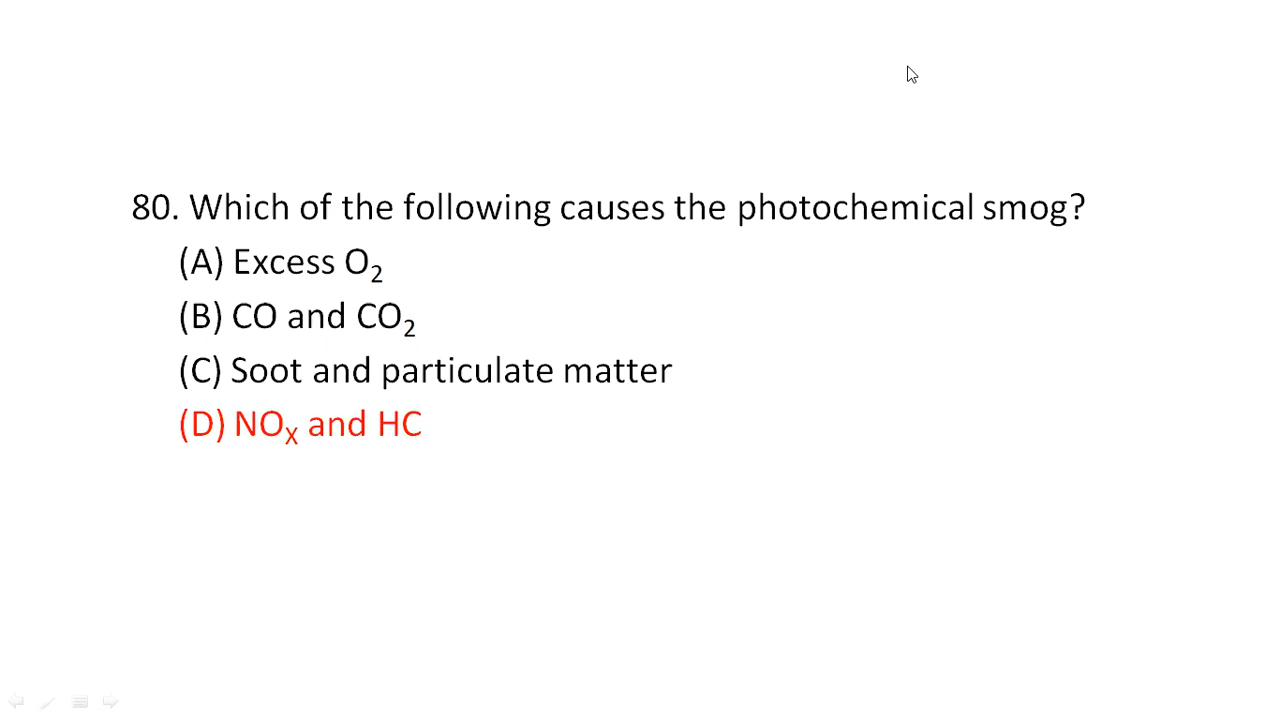 80. Which of the following causes the photochemical smog?
(A) Excess O₂
(B) CO and CO₂
(C) Soot and particulate matter
(D) NOₓ and HC